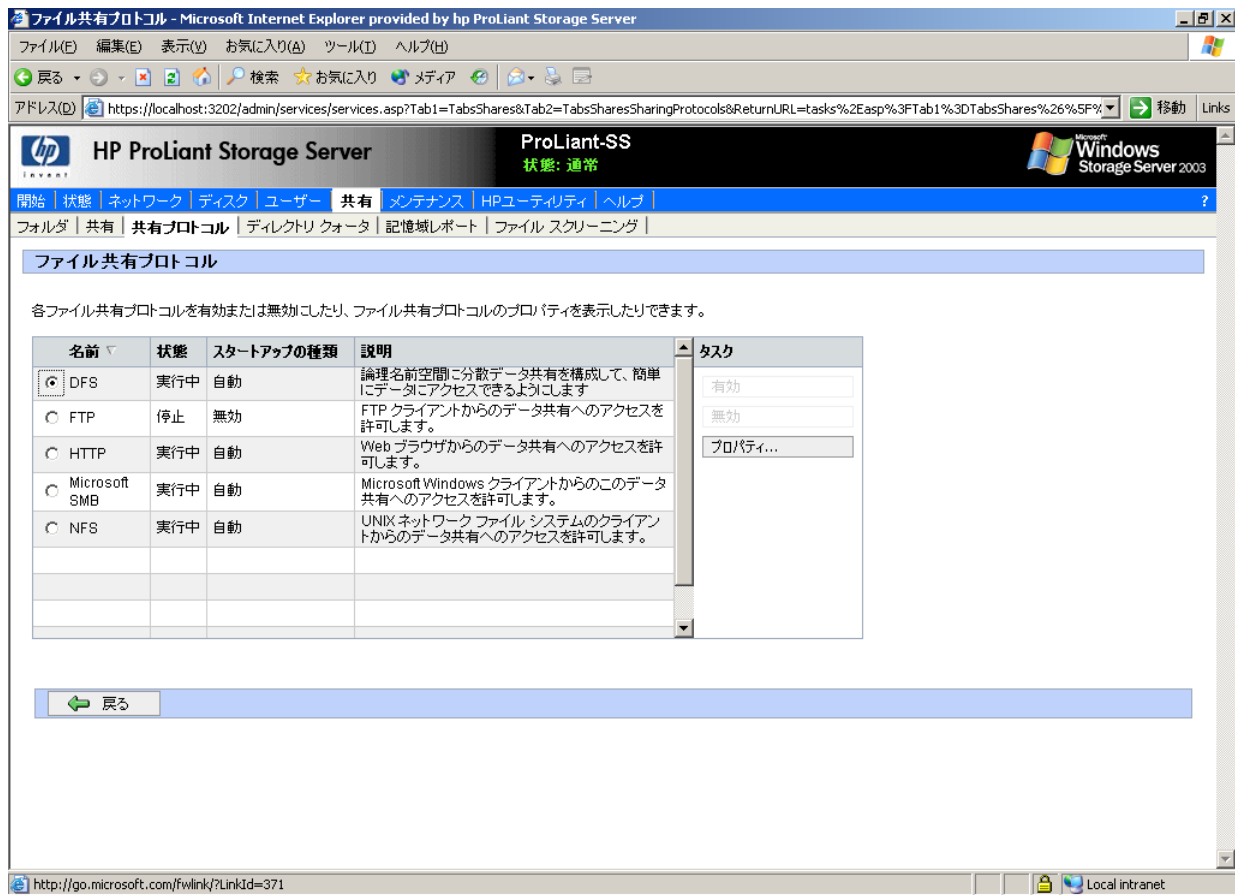 ファイル共有プロトコル - Microsoft Internet Explorer provided by hp ProLiant Storage Server
ファイル(F) 編集(E) 表示(V) お気に入り(A) ツール(T) ヘルプ(H)
戻る 検索 お気に入り メディア
アドレス(D) https://localhost:3202/admin/services/services.asp?Tab1=TabsShares&Tab2=TabsSharesSharingProtocols&ReturnURL=tasks%2Easp%3FTab1%3DTabsShares%26%5F% 移動 Links
hp invent HP ProLiant Storage Server
ProLiant-SS
状態: 通常
Microsoft Windows Storage Server 2003
開始 | 状態 | ネットワーク | ディスク | ユーザー | 共有 | メンテナンス | HPユーティリティ | ヘルプ | ?
フォルダ | 共有 | 共有プロトコル | ディレクトリ クォータ | 記憶域レポート | ファイル スクリーニング |
ファイル共有プロトコル
各ファイル共有プロトコルを有効または無効にしたり、ファイル共有プロトコルのプロパティを表示したりできます。
名前 状態 スタートアップの種類 説明 タスク
DFS 実行中 自動 論理名前空間に分散データ共有を構成して、簡単
にデータにアクセスできるようにします
有効
FTP 停止 無効 FTP クライアントからのデータ共有へのアクセスを
許可します。
無効
HTTP 実行中 自動 Web ブラウザからのデータ共有へのアクセスを許
可します。
プロパティ...
Microsoft SMB 実行中 自動 Microsoft Windows クライアントからのこのデータ
共有へのアクセスを許可します。
NFS 実行中 自動 UNIX ネットワーク ファイル システムのクライアン
トからのデータ共有へのアクセスを許可します。
戻る
http://go.microsoft.com/fwlink/?LinkId=371 Local intranet